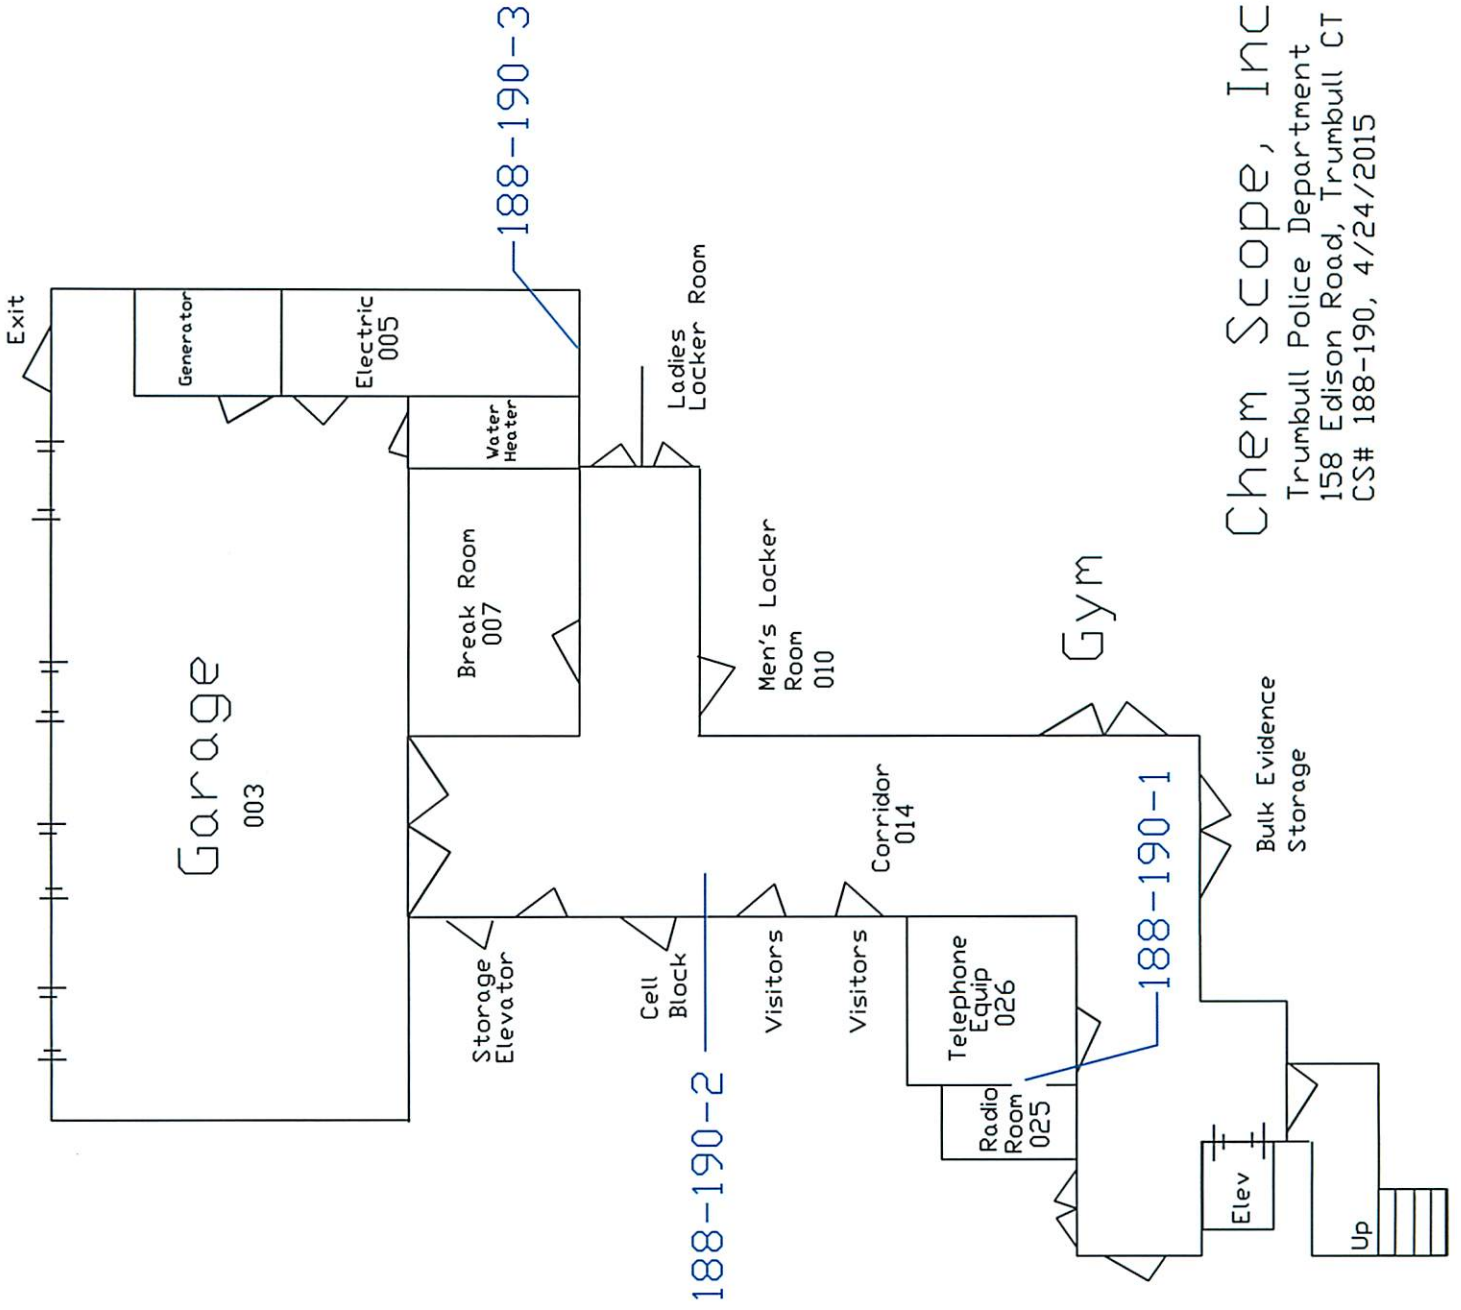 Exit
Generator
Electric
005
188-190-3
Water
Heater
Ladies
Locker Room
Garage
003
Break Room
007
Men's Locker
Room
010
Gym
Storage
Elevator
Cell
Block
188-190-2
Visitors
Visitors
Corridor
014
Telephone
Equip
026
Radio
Room
025
188-190-1
Bulk Evidence
Storage
Elev
Up
Chem Scope, Inc
Trumbull Police Department
158 Edison Road, Trumbull CT
CS# 188-190, 4/24/2015